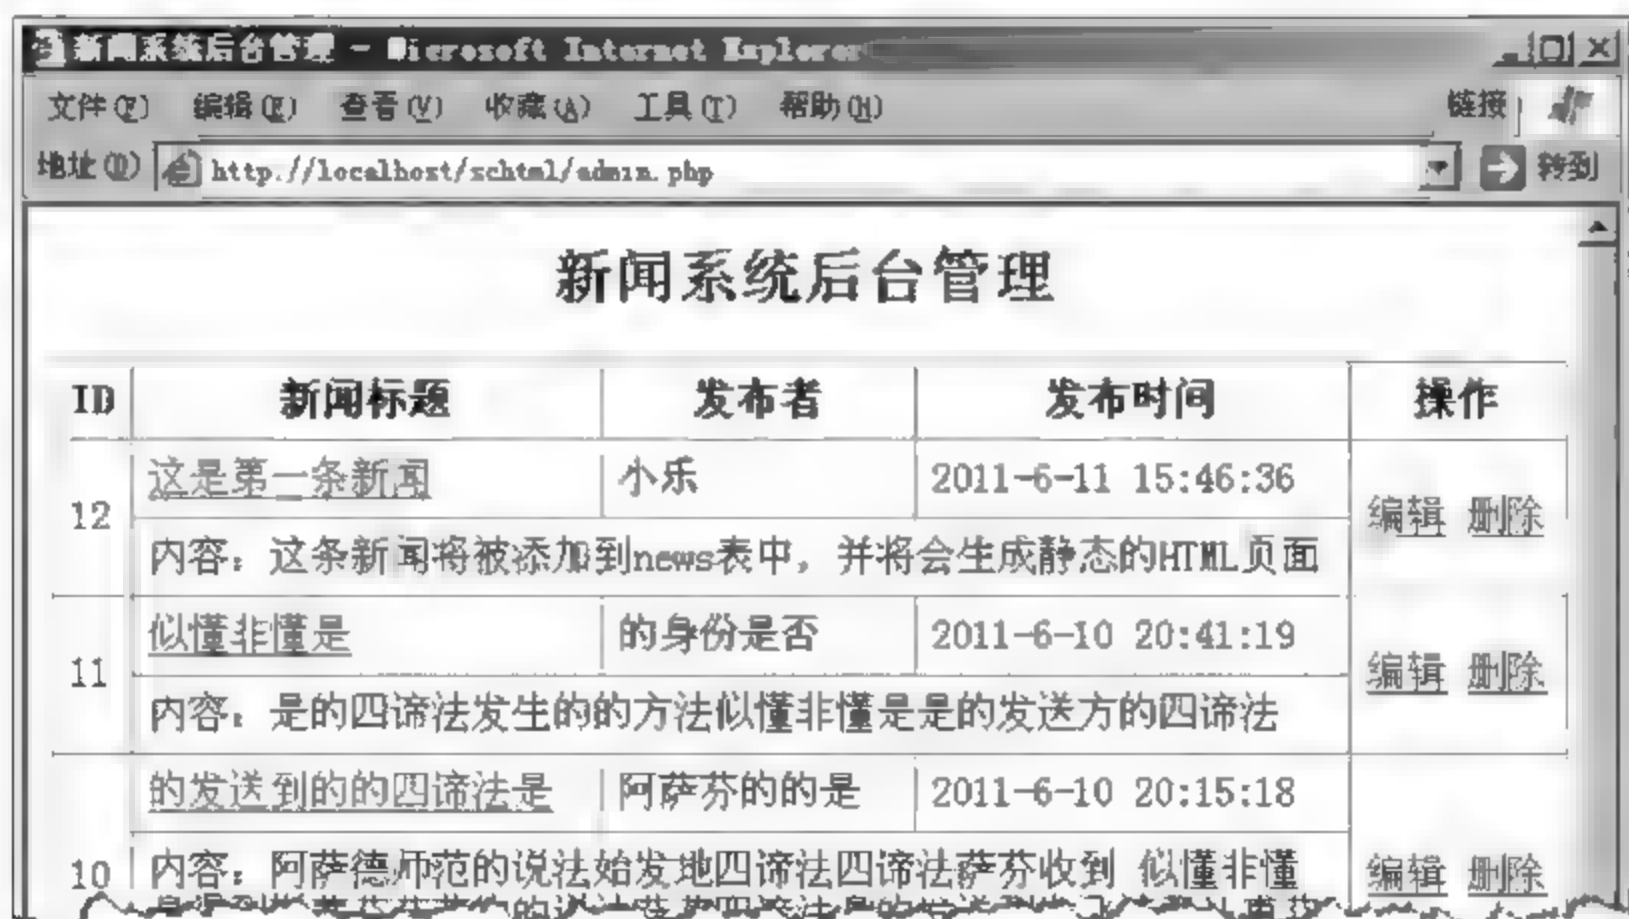 新闻系统后台管理 - Microsoft Internet Explorer
文件(F) 编辑(E) 查看(V) 收藏(A) 工具(T) 帮助(H) 链接
地址(D) http://localhost/xchtml/admin.php 转到
新闻系统后台管理
ID 新闻标题 发布者 发布时间 操作
这是第一条新闻 小乐 2011-6-11 15:46:36
12 编辑 删除
内容：这条新闻将被添加到news表中，并将会生成静态的HTML页面
似懂非懂是 的身份是否 2011-6-10 20:41:19
11 编辑 删除
内容：是的四谛法发生的的方法似懂非懂是是的发送方的四谛法
的发送到的的四谛法是 阿萨芬的的是 2011-6-10 20:15:18
10 内容：阿萨德师范的说法始发地四谛法四谛法萨芬收到 似懂非懂 编辑 删除